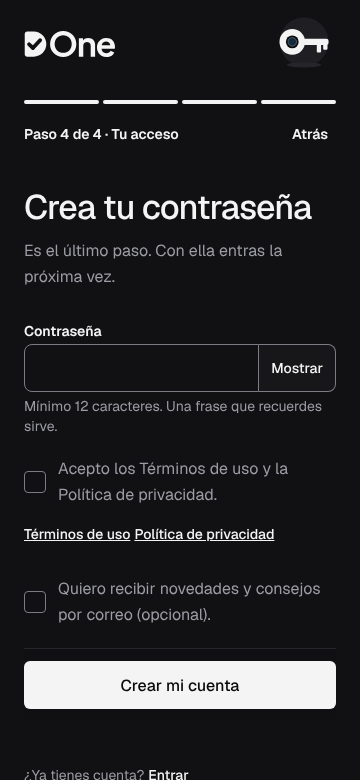 One
Paso 4 de 4 · Tu acceso
Atrás
Crea tu contraseña
Es el último paso. Con ella entras la
próxima vez.
Contraseña
Mostrar
Mínimo 12 caracteres. Una frase que recuerdes
sirve.
Acepto los Términos de uso y la
Política de privacidad.
Términos de uso Política de privacidad
Quiero recibir novedades y consejos
por correo (opcional).
Crear mi cuenta
¿Ya tienes cuenta? Entrar